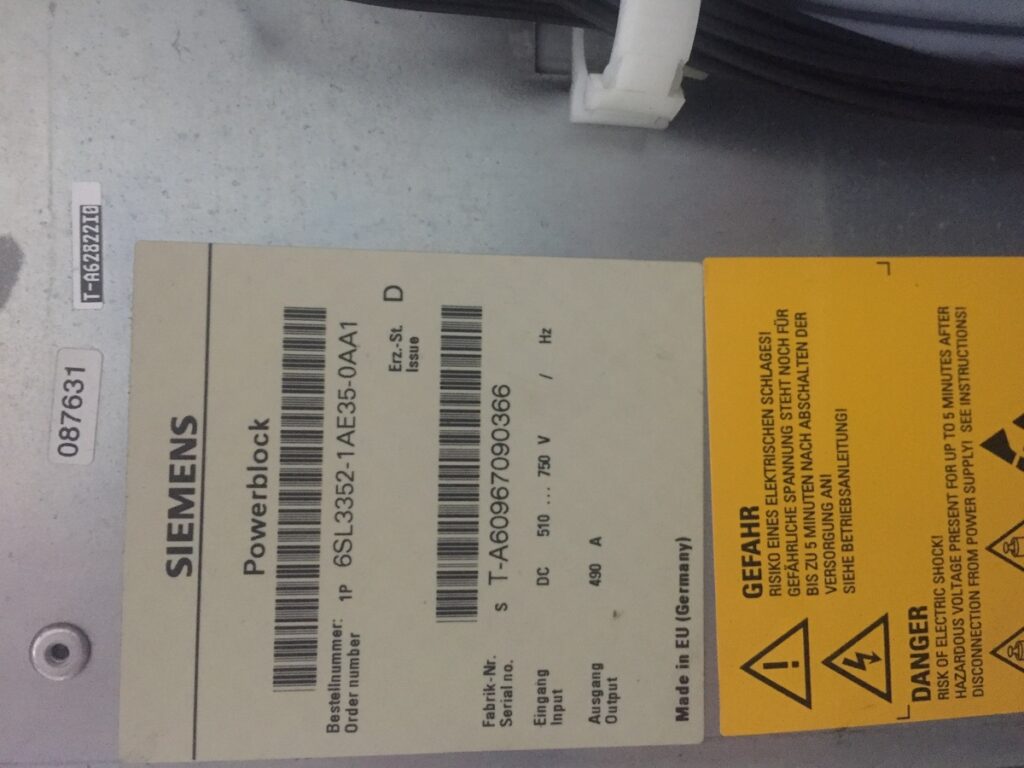 T-A6282210
087631
SIEMENS
Powerblock
Bestellnummer:
Order number
1P 6SL3352-1AE35-0AA1
Erz.-St. D
Issue
Fabrik-Nr.
Serial no.
S T-A60967090366
Eingang
Input
DC 510 ... 750 V / Hz
Ausgang
Output
490 A
Made in EU (Germany)
GEFAHR
RISIKO EINES ELEKTRISCHEN SCHLAGES!
GEFÄHRLICHE SPANNUNG STEHT NOCH FÜR
BIS ZU 5 MINUTEN NACH ABSCHALTEN DER
VERSORGUNG AN!
SIEHE BETRIEBSANLEITUNG!
DANGER
RISK OF ELECTRIC SHOCK!
HAZARDOUS VOLTAGE PRESENT FOR UP TO 5 MINUTES AFTER
DISCONNECTION FROM POWER SUPPLY! SEE INSTRUCTIONS!